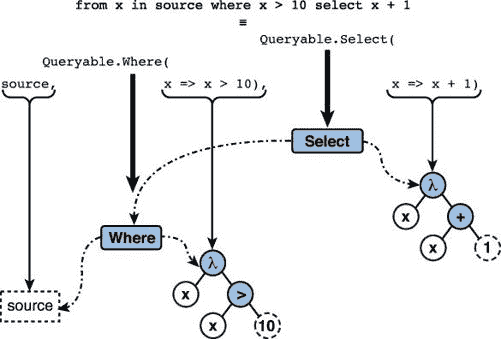 from x in source where x > 10 select x + 1
≡
Queryable.Select(
Queryable.Where(
source, x => x > 10), x => x + 1)
Select
λ
x +
x 1
Where
λ
x >
x 10
source